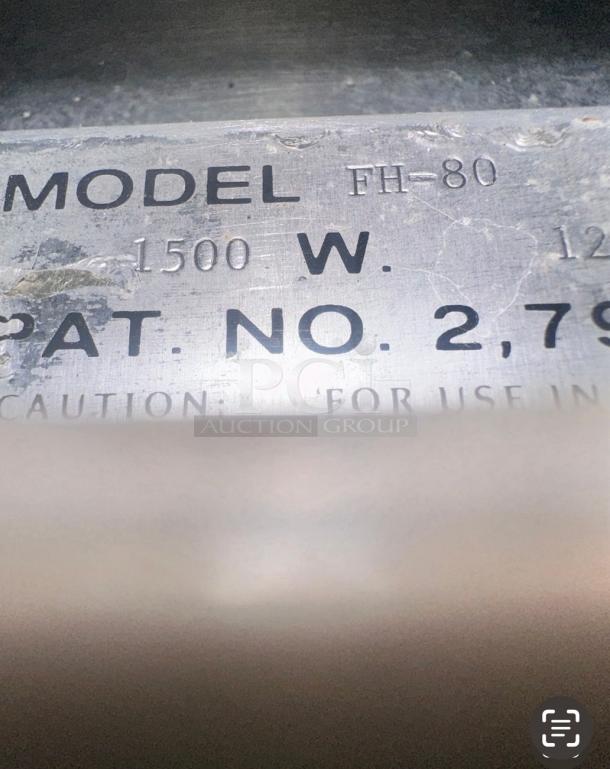 MODEL FH-80
1500 W. 12
PAT. NO. 2,79
CAUTION: FOR USE IN
PCi
AUCTION GROUP